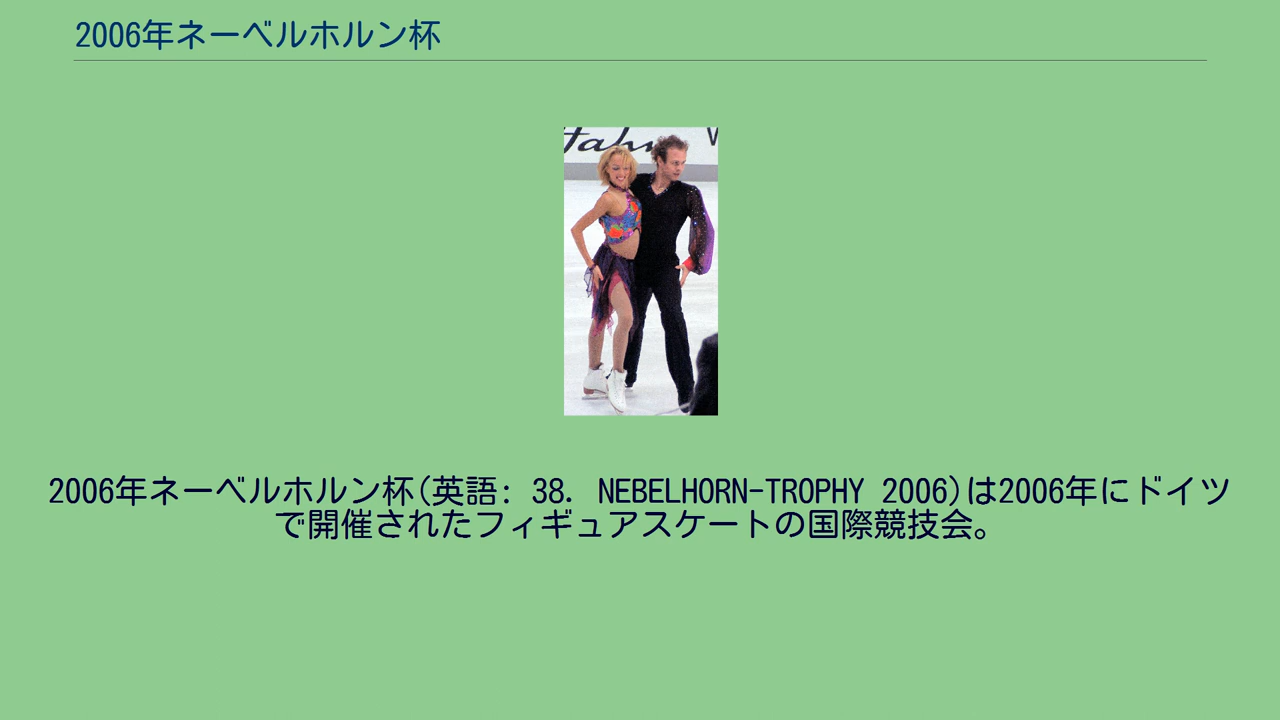 2006年ネーベルホルン杯
2006年ネーベルホルン杯(英語: 38. NEBELHORN-TROPHY 2006)は2006年にドイツ
で開催されたフィギュアスケートの国際競技会。